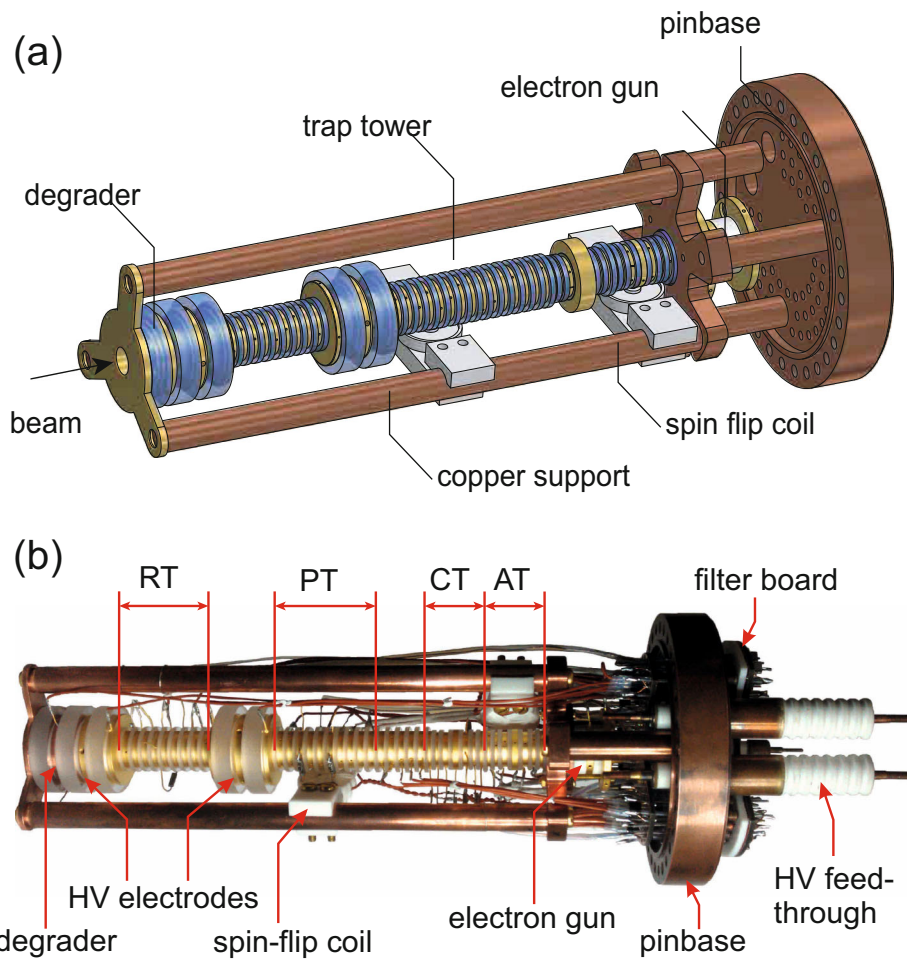 (a)
pinbase
electron gun
trap tower
degrader
beam
spin flip coil
copper support
(b)
RT
PT
CT
AT
filter board
HV electrodes
HV feed-
through
electron gun
degrader
spin-flip coil
pinbase